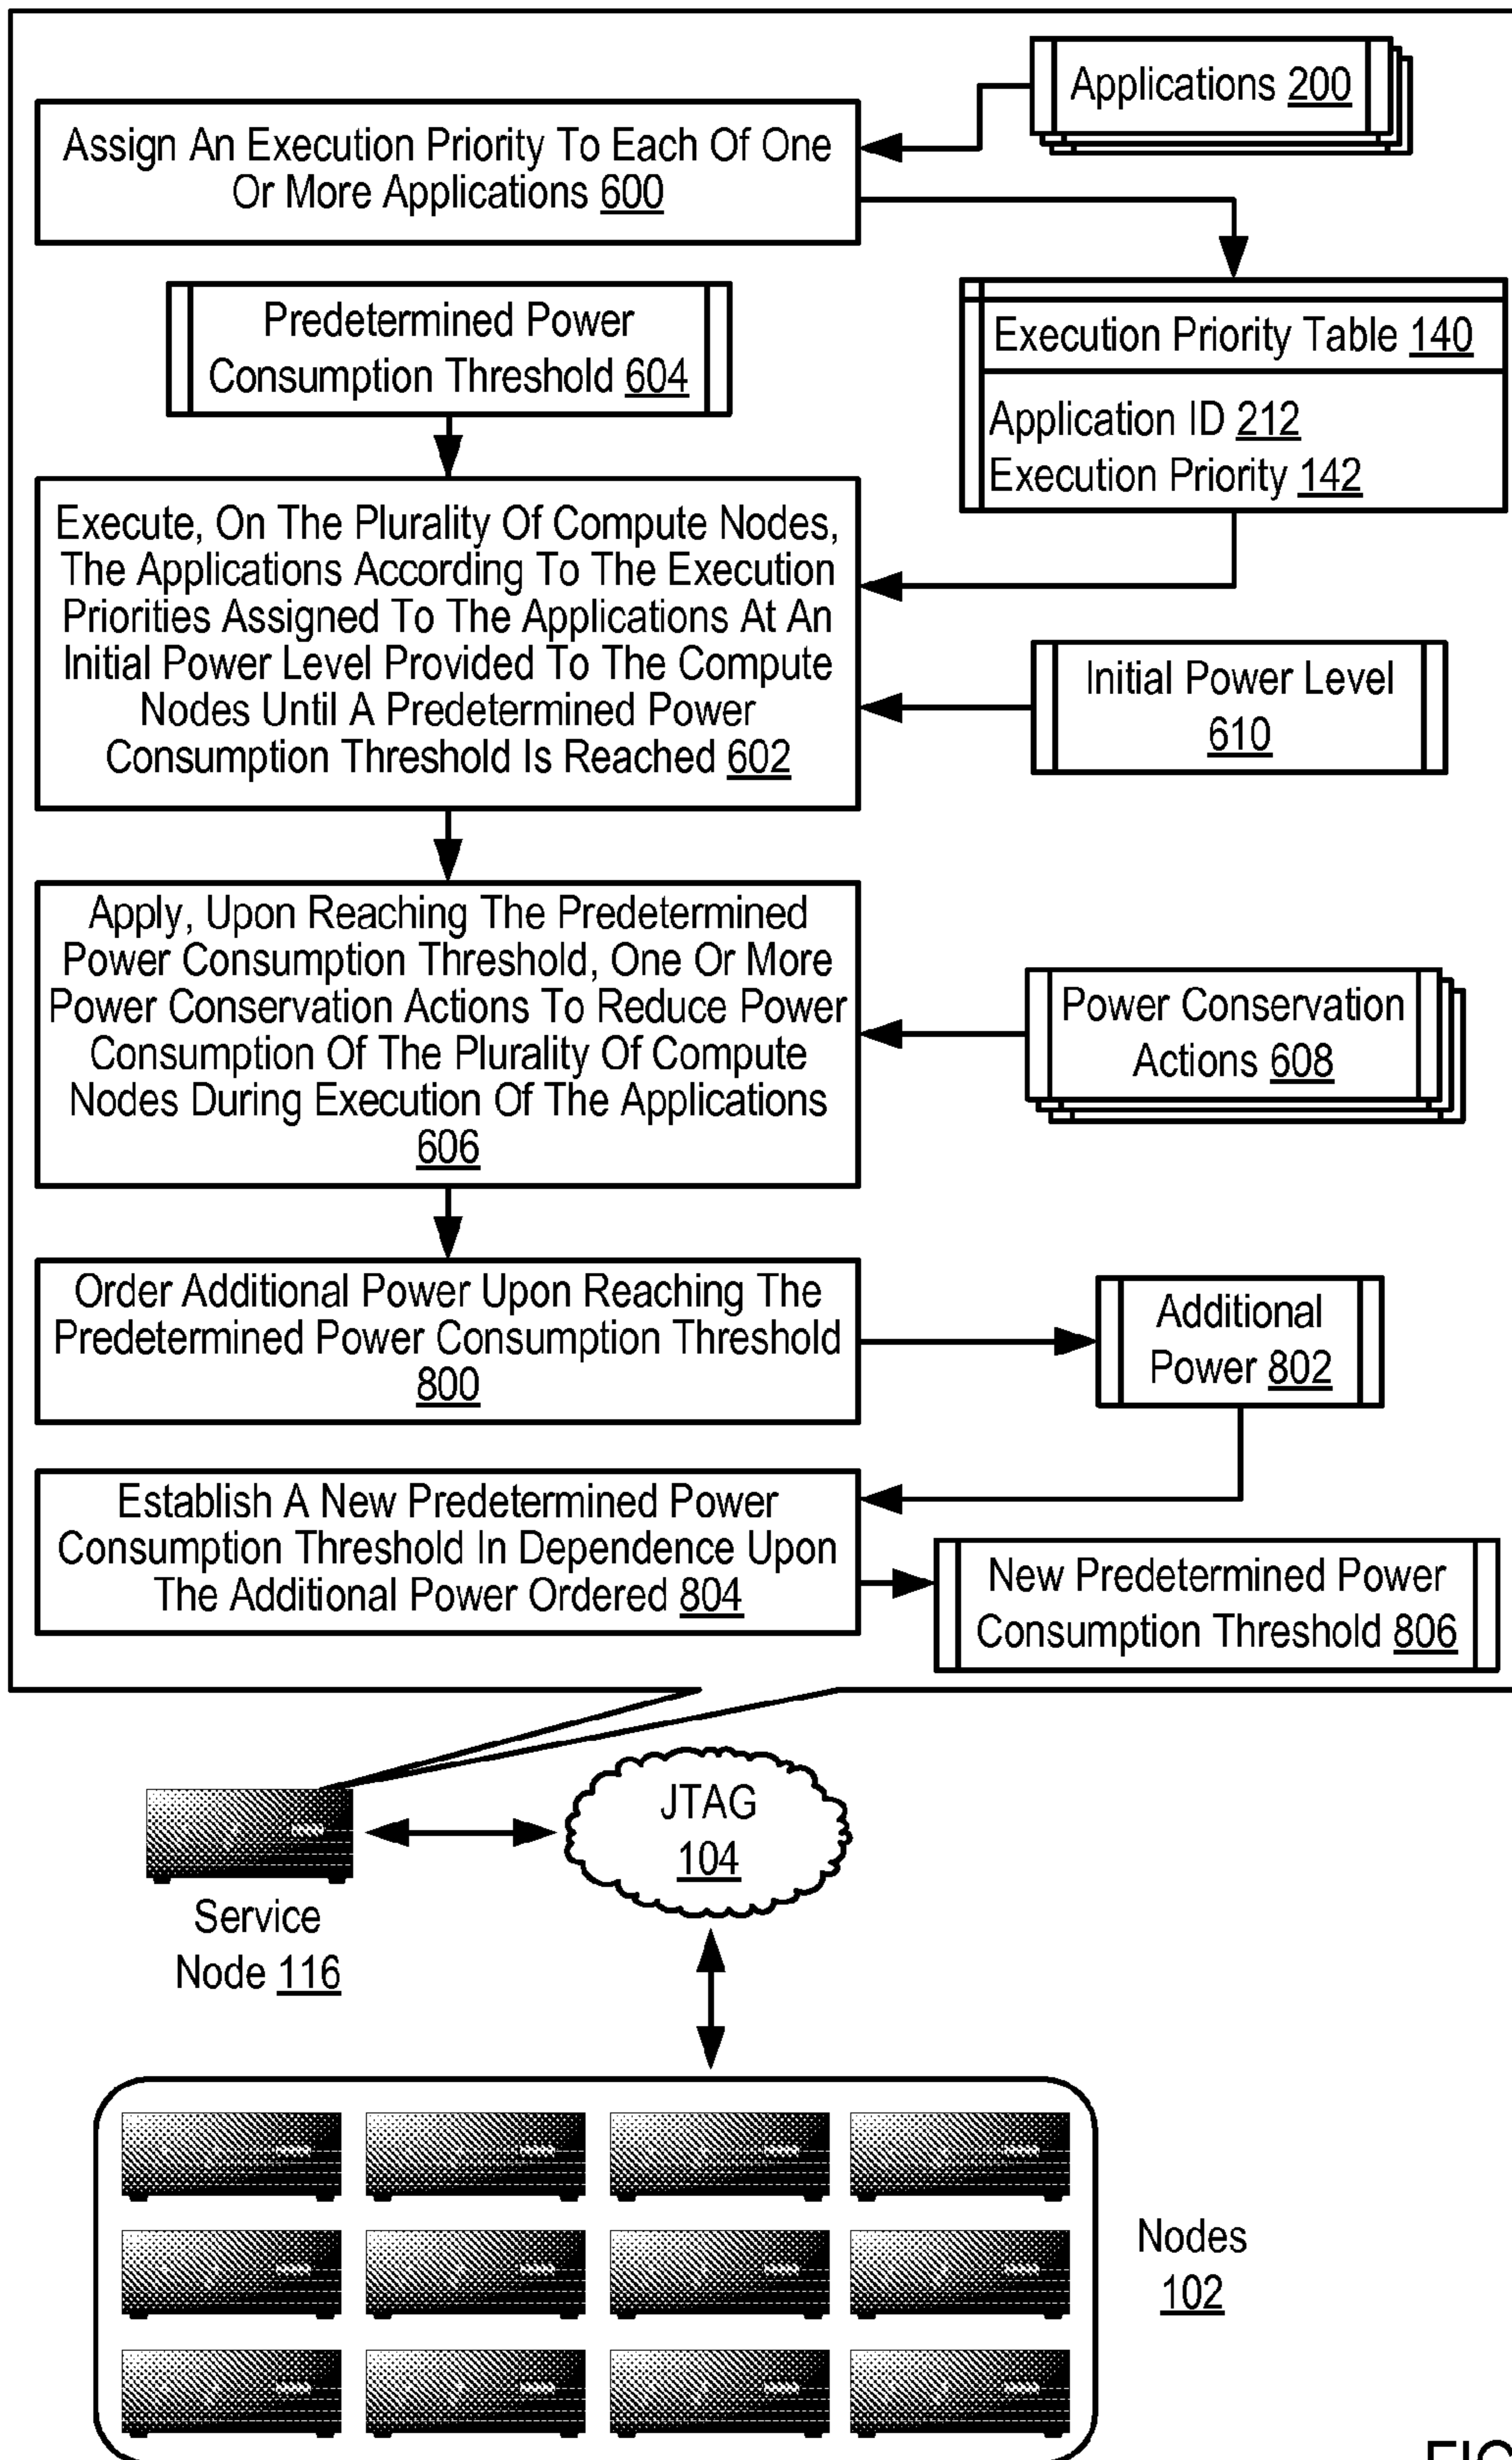 Applications 200
Assign An Execution Priority To Each Of One
Or More Applications 600
Predetermined Power
Consumption Threshold 604
Execution Priority Table 140
Application ID 212
Execution Priority 142
Execute, On The Plurality Of Compute Nodes,
The Applications According To The Execution
Priorities Assigned To The Applications At An
Initial Power Level Provided To The Compute
Nodes Until A Predetermined Power
Consumption Threshold Is Reached 602
Initial Power Level
610
Apply, Upon Reaching The Predetermined
Power Consumption Threshold, One Or More
Power Conservation Actions To Reduce Power
Consumption Of The Plurality Of Compute
Nodes During Execution Of The Applications
606
Power Conservation
Actions 608
Order Additional Power Upon Reaching The
Predetermined Power Consumption Threshold
800
Additional
Power 802
Establish A New Predetermined Power
Consumption Threshold In Dependence Upon
The Additional Power Ordered 804
New Predetermined Power
Consumption Threshold 806
JTAG
104
Service
Node 116
Nodes
102